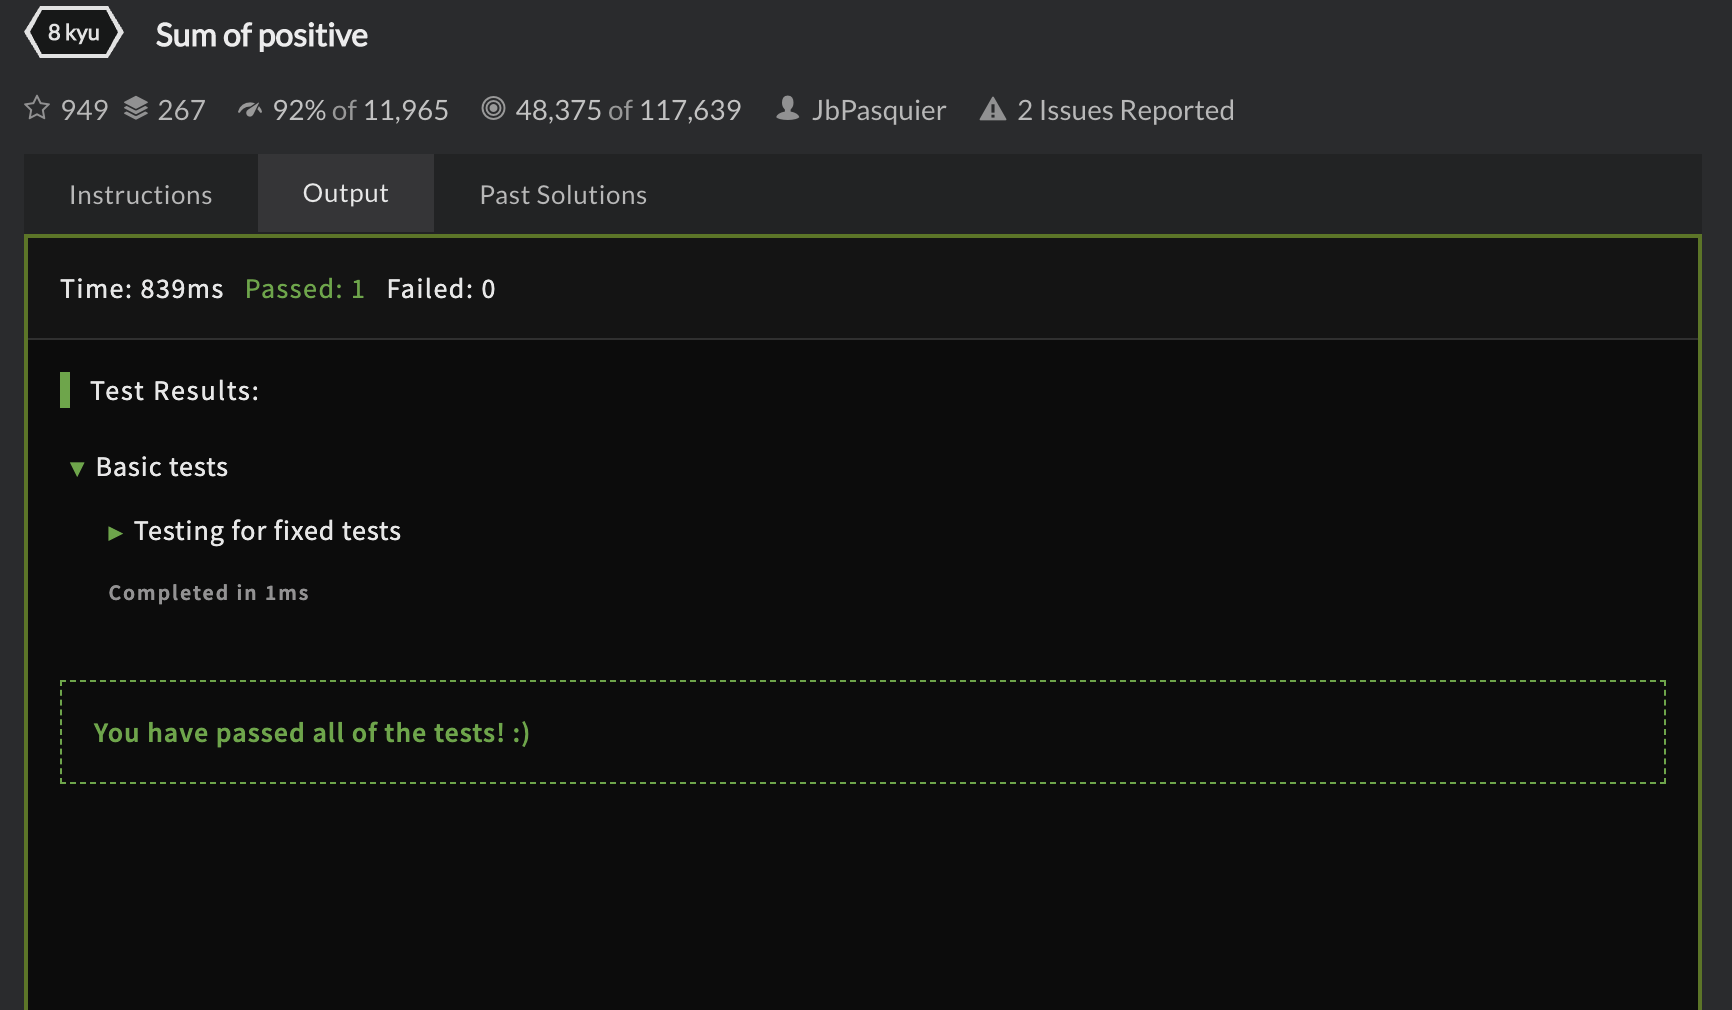 8 kyu Sum of positive
949 267 92% of 11,965 48,375 of 117,639 JbPasquier 2 Issues Reported
Instructions Output Past Solutions
Time: 839ms Passed: 1 Failed: 0
Test Results:
Basic tests
Testing for fixed tests
Completed in 1ms
You have passed all of the tests! :)